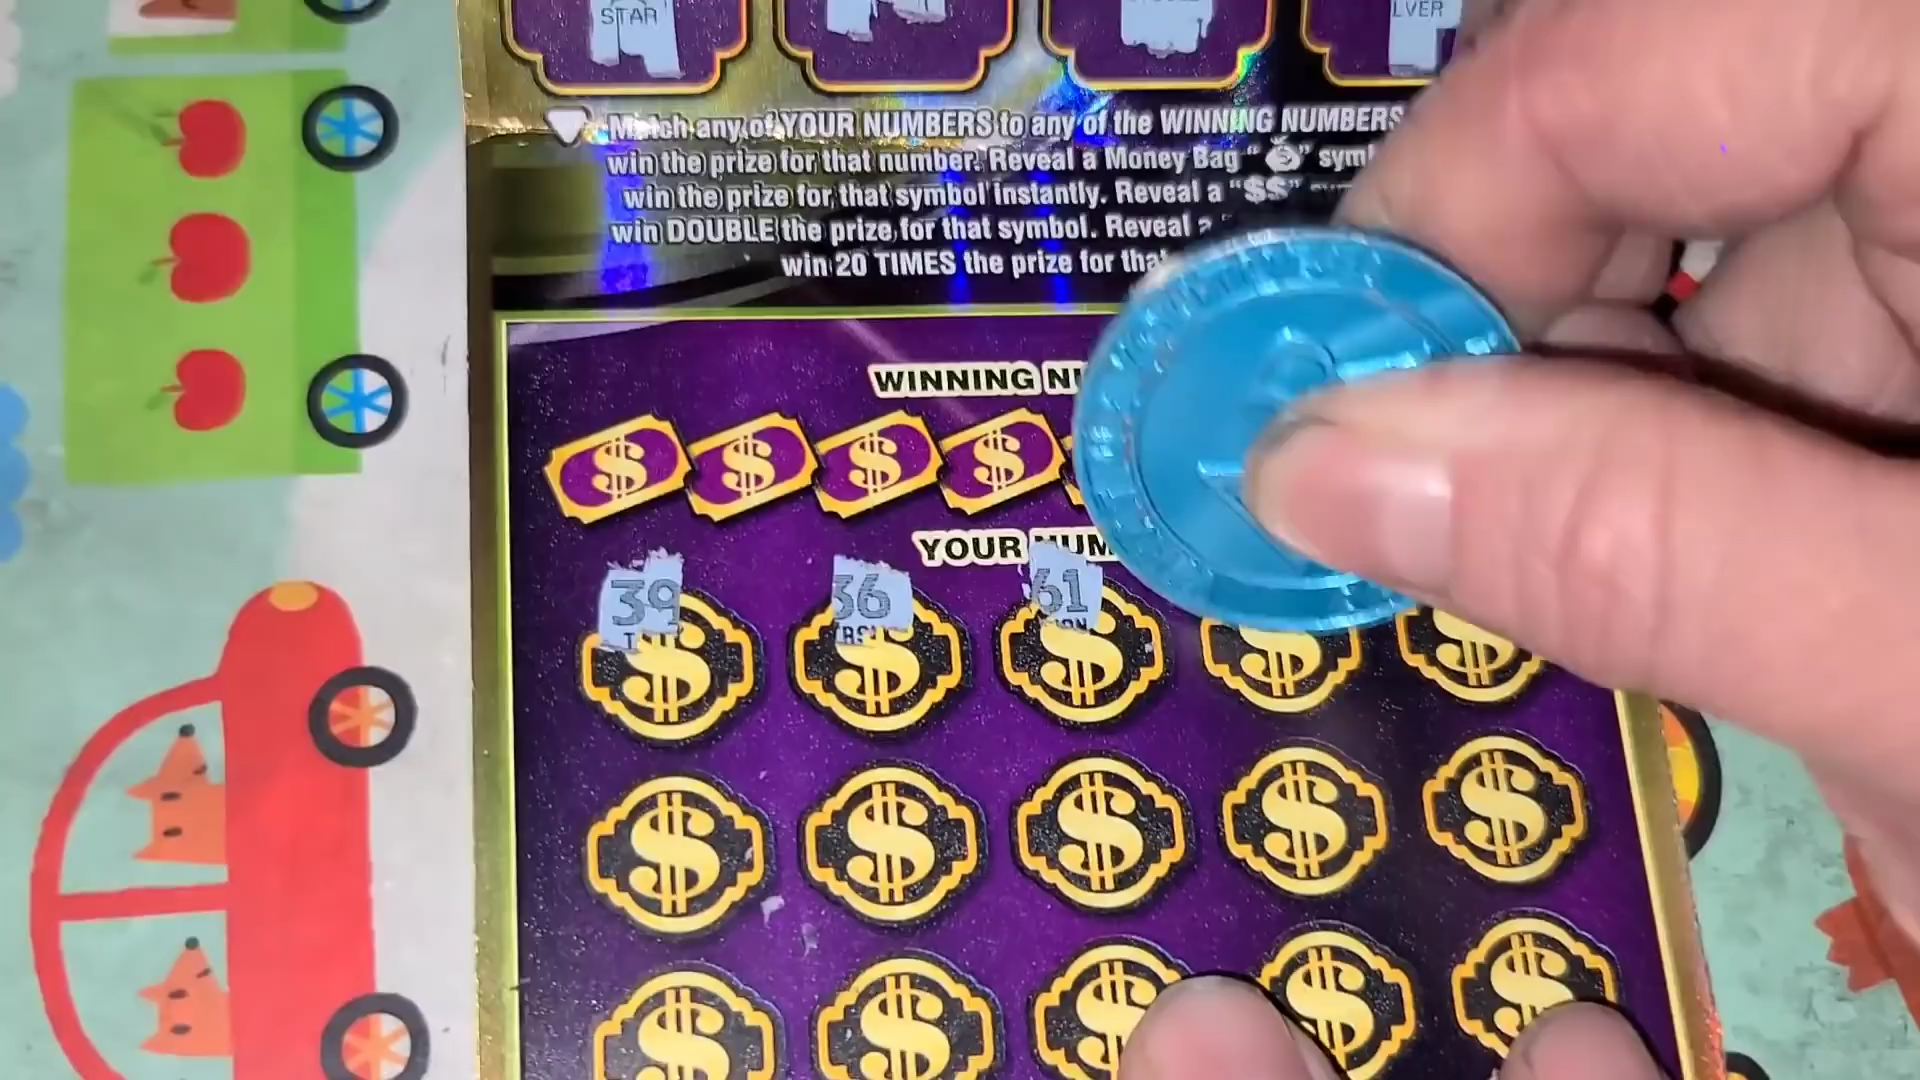 STAR
LVER
Match any of YOUR NUMBERS to any of the WINNING NUMBERS
win the prize for that number. Reveal a Money Bag " "
win the prize for that symbol instantly. Reveal a "$$"
win DOUBLE the prize for that symbol. Reveal a
win 20 TIMES the prize for that
WINNING
$ $ $ $
YOUR NUM
39 36 61
$ $ $ $ $
$ $ $ $ $
$ $ $ $ $